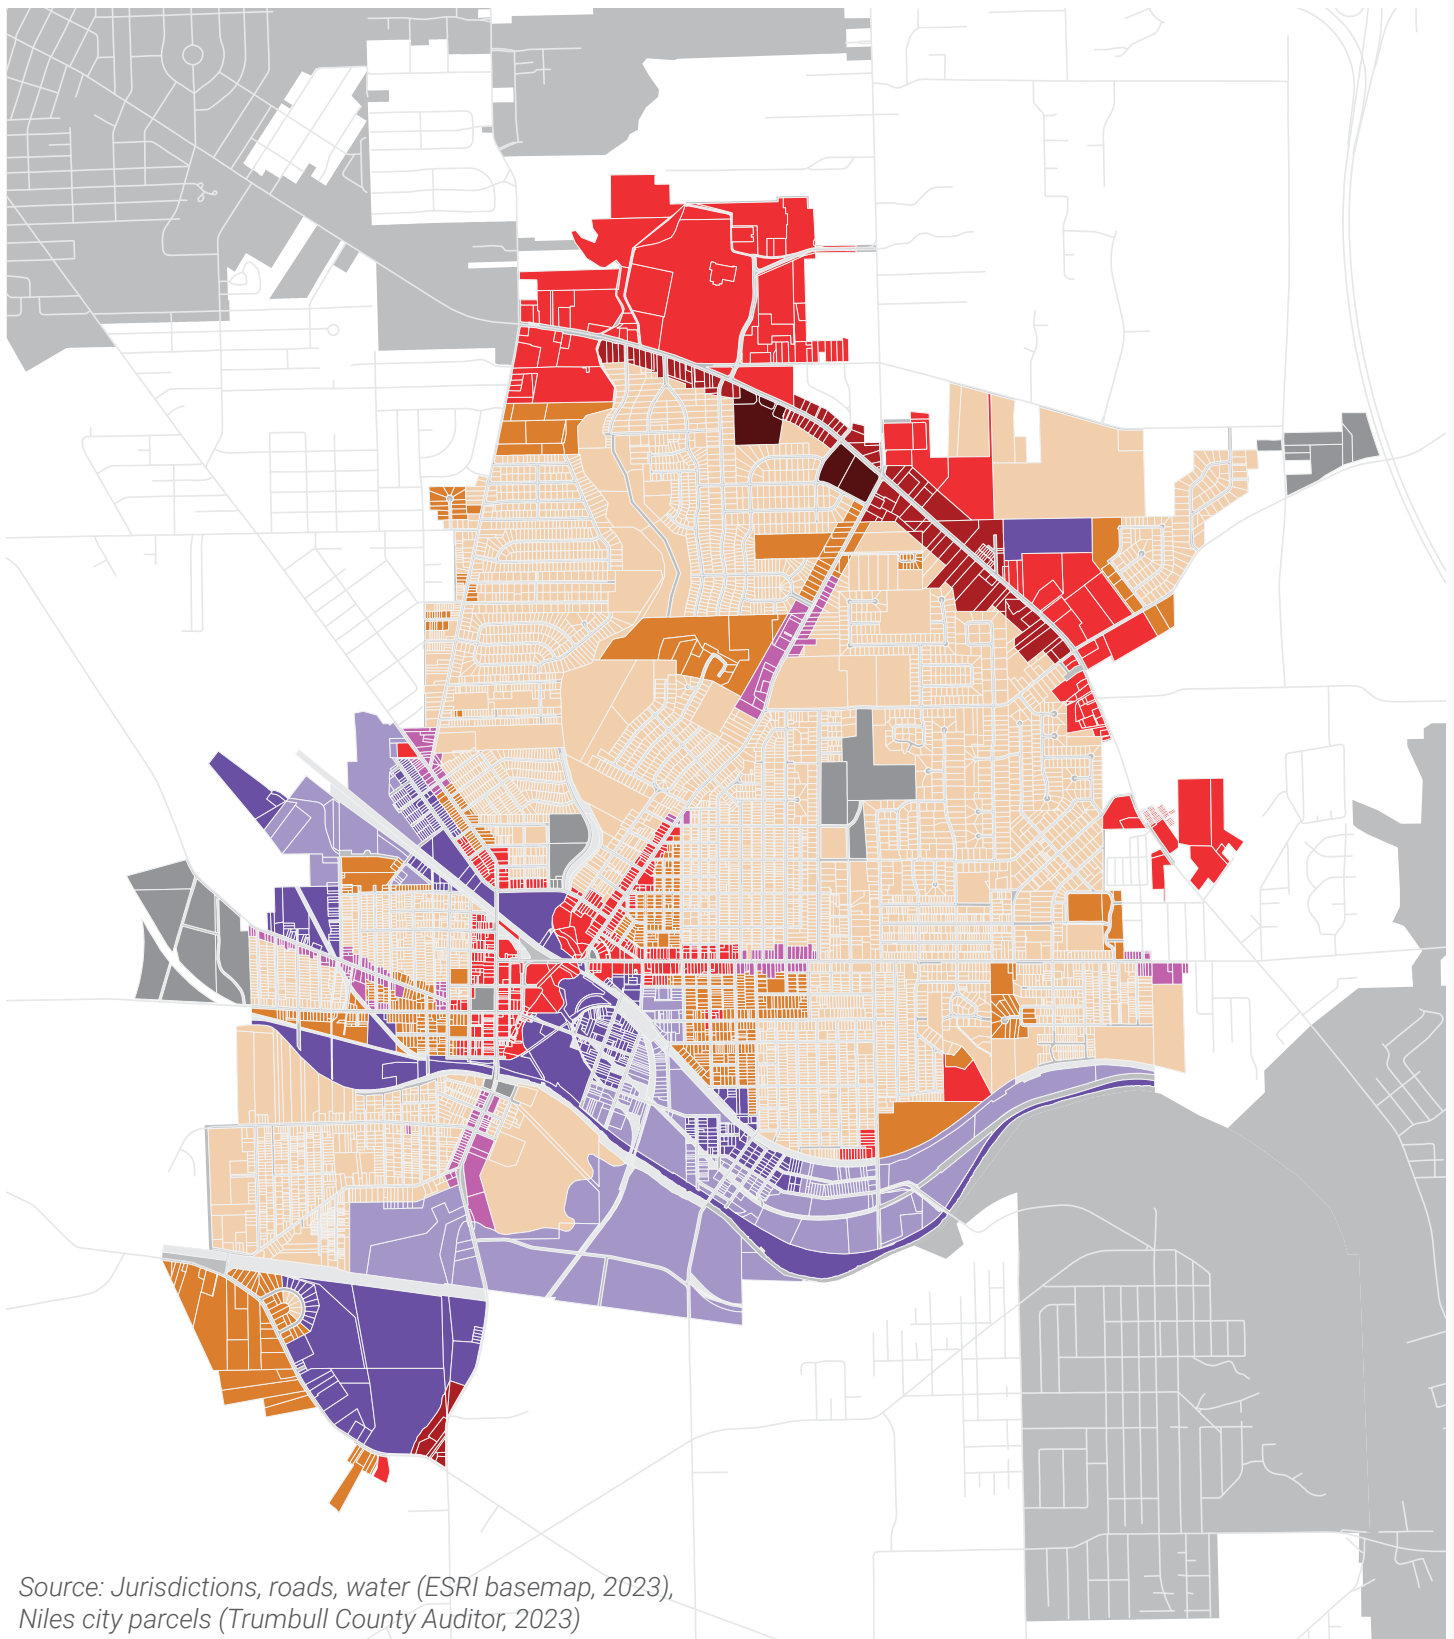 Source: Jurisdictions, roads, water (ESRI basemap, 2023),
Niles city parcels (Trumbull County Auditor, 2023)